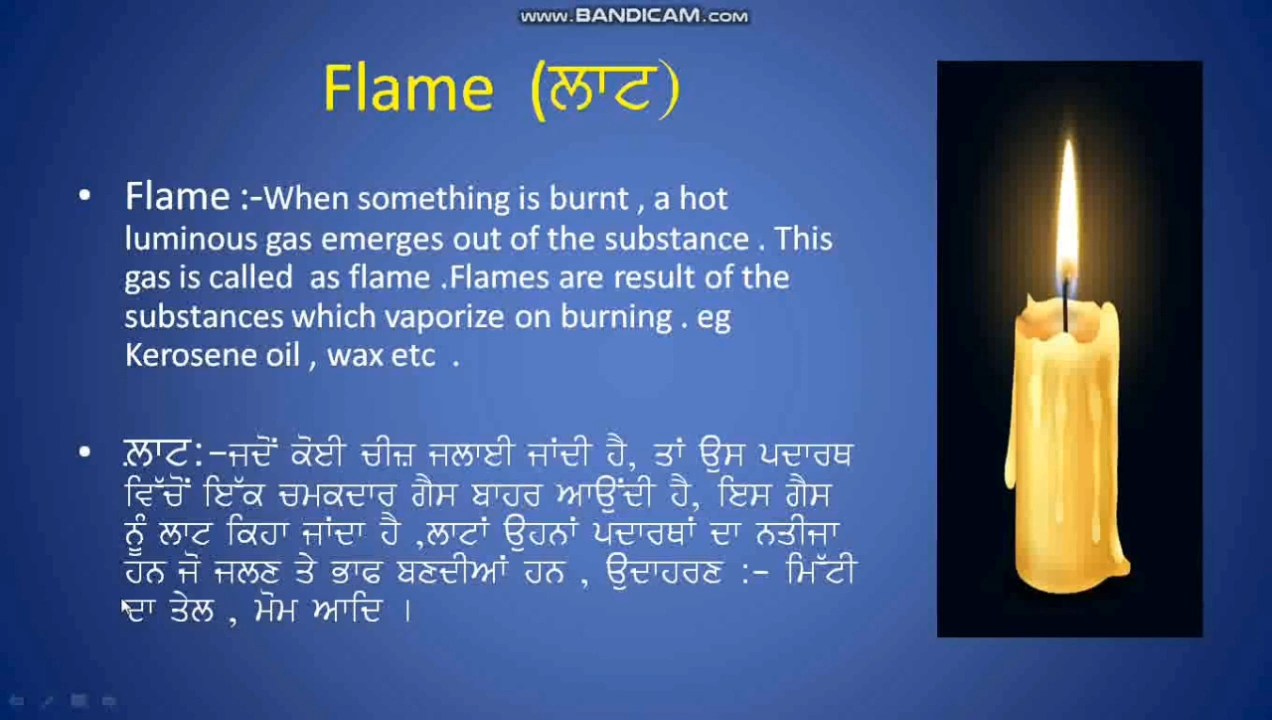 www.BANDICAM.com
Flame (ਲਾਟ)
• Flame :-When something is burnt , a hot
luminous gas emerges out of the substance . This
gas is called as flame .Flames are result of the
substances which vaporize on burning . eg
Kerosene oil , wax etc .
• ਲਾਟ:-ਜਦੋਂ ਕੋਈ ਚੀਜ਼ ਜਲਾਈ ਜਾਂਦੀ ਹੈ, ਤਾਂ ਉਸ ਪਦਾਰਥ
ਵਿੱਚੋਂ ਇੱਕ ਚਮਕਦਾਰ ਗੈਸ ਬਾਹਰ ਆਉਂਦੀ ਹੈ, ਇਸ ਗੈਸ
ਨੂੰ ਲਾਟ ਕਿਹਾ ਜਾਂਦਾ ਹੈ ,ਲਾਟਾਂ ਉਹਨਾਂ ਪਦਾਰਥਾਂ ਦਾ ਨਤੀਜਾ
ਹਨ ਜੋ ਜਲਣ ਤੇ ਭਾਫ ਬਣਦੀਆਂ ਹਨ , ਉਦਾਹਰਣ :- ਮਿੱਟੀ
ਦਾ ਤੇਲ , ਮੋਮ ਆਦਿ ।